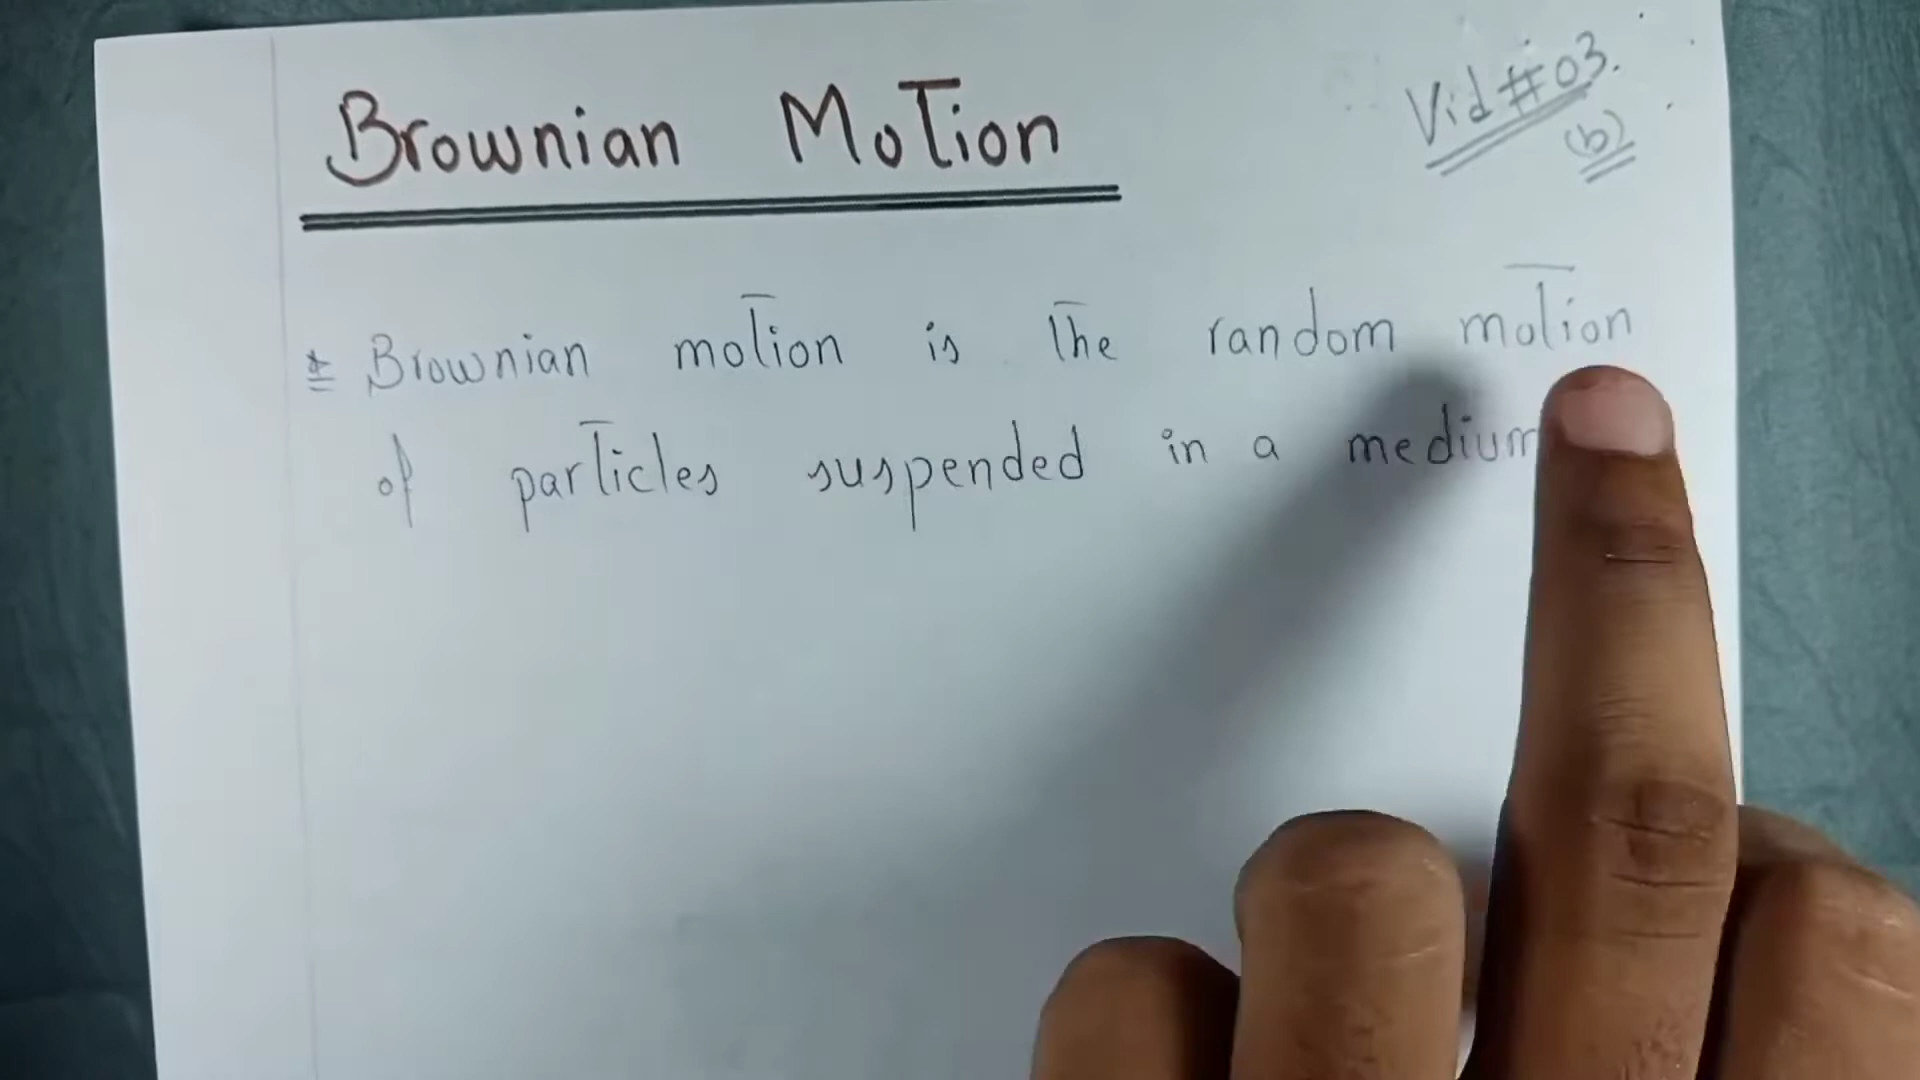 Brownian Motion
Vid #03.
(b)
* Brownian motion is the random motion
of particles suspended in a medium